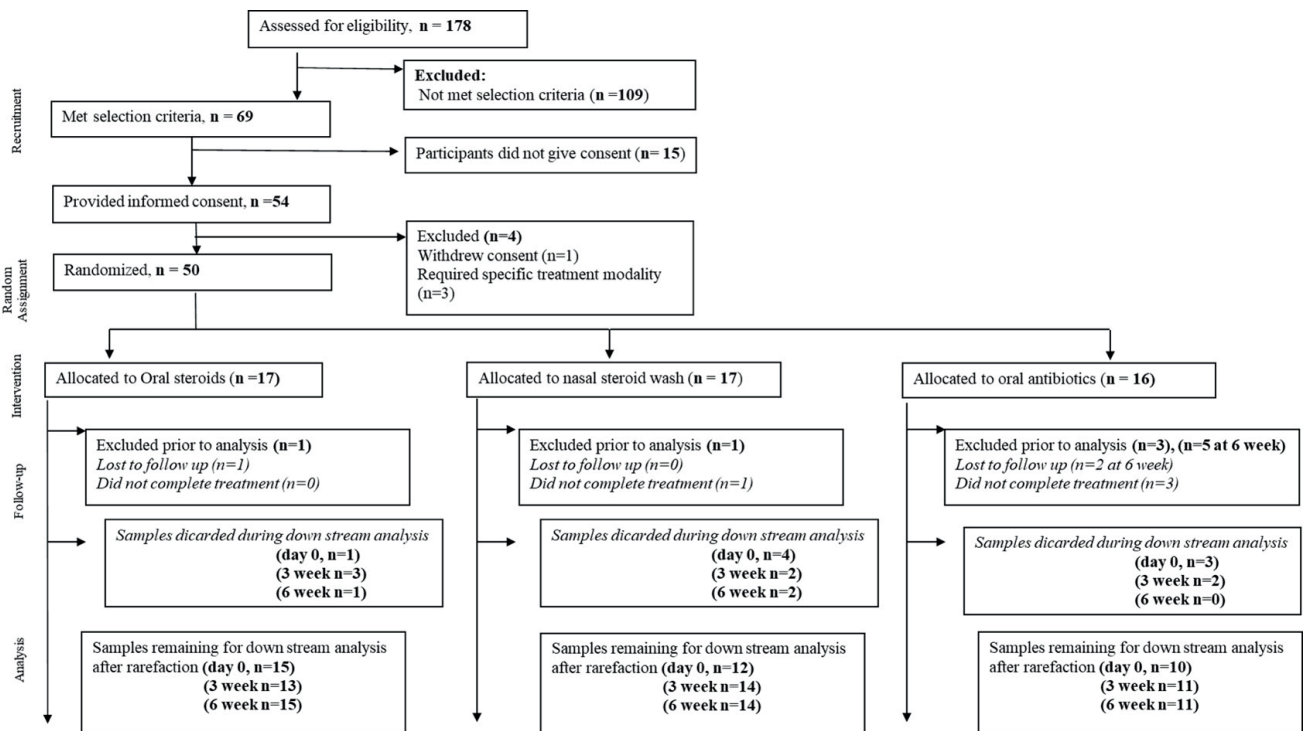 Assessed for eligibility, n = 178
Excluded:
Not met selection criteria (n =109)
Recruitment
Met selection criteria, n = 69
Participants did not give consent (n= 15)
Provided informed consent, n =54
Excluded (n=4)
Withdrew consent (n=1)
Required specific treatment modality
(n=3)
Random
Assignment
Randomized, n = 50
Intervention
Allocated to Oral steroids (n =17)
Allocated to nasal steroid wash (n = 17)
Allocated to oral antibiotics (n = 16)
Follow-up
Excluded prior to analysis (n=1)
Lost to follow up (n=1)
Did not complete treatment (n=0)
Excluded prior to analysis (n=1)
Lost to follow up (n=0)
Did not complete treatment (n=1)
Excluded prior to analysis (n=3), (n=5 at 6 week)
Lost to follow up (n=2 at 6 week)
Did not complete treatment (n=3)
Samples dicarded during down stream analysis
(day 0, n=1)
(3 week n=3)
(6 week n=1)
Samples discarded during down stream analysis
(day 0, n=4)
(3 week n=2)
(6 week n=2)
Samples dicarded during down stream analysis
(day 0, n=3)
(3 week n=2)
(6 week n=0)
Analysis
Samples remaining for down stream analysis
after rarefaction (day 0, n=15)
(3 week n=13)
(6 week n=15)
Samples remaining for down stream analysis
after rarefaction (day 0, n=12)
(3 week n=14)
(6 week n=14)
Samples remaining for down stream analysis
after rarefaction (day 0, n=10)
(3 week n=11)
(6 week n=11)